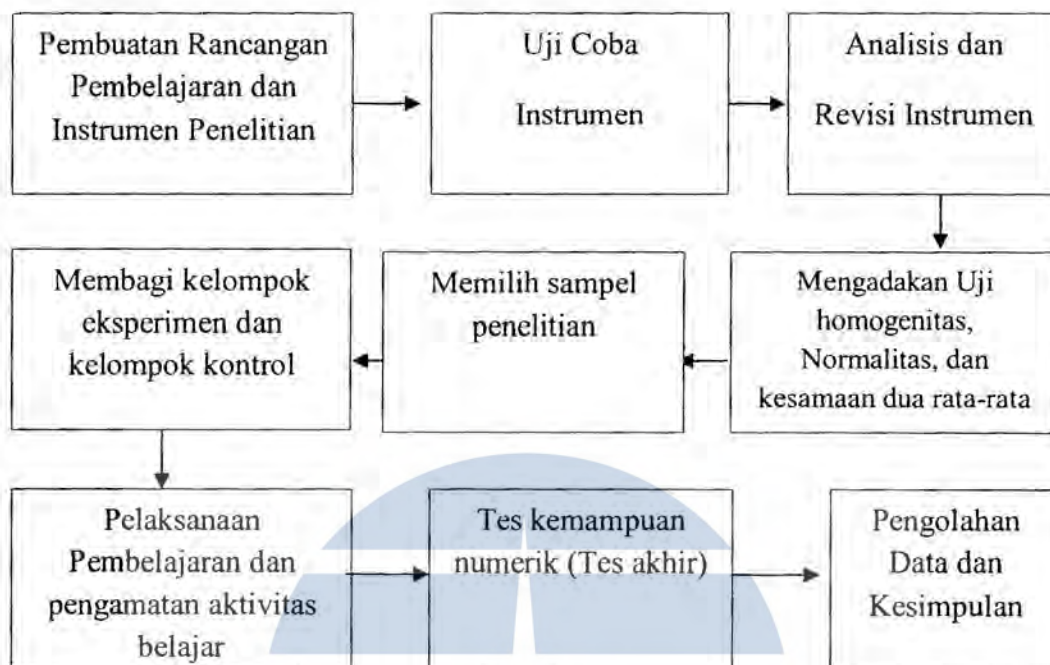 Pembuatan Rancangan
Pembelajaran dan
Instrumen Penelitian
Uji Coba
Instrumen
Analisis dan
Revisi Instrumen
Mengadakan Uji
homogenitas,
Normalitas, dan
kesamaan dua rata-rata
Memilih sampel
penelitian
Membagi kelompok
eksperimen dan
kelompok kontrol
Pelaksanaan
Pembelajaran dan
pengamatan aktivitas
belajar
Tes kemampuan
numerik (Tes akhir)
Pengolahan
Data dan
Kesimpulan